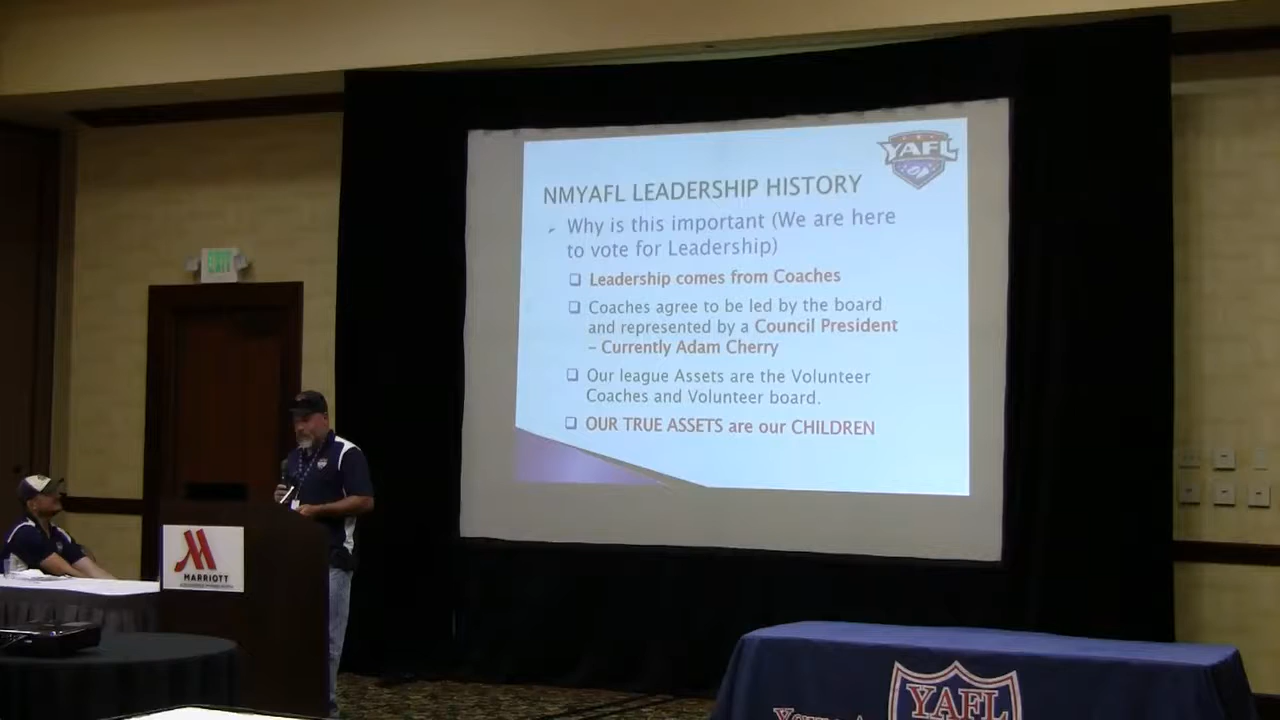 YAFL
NMYAFL LEADERSHIP HISTORY
Why is this important (We are here
to vote for Leadership)
Leadership comes from Coaches
Coaches agree to be led by the board
and represented by a Council President
– Currently Adam Cherry
Our league Assets are the Volunteer
Coaches and Volunteer board.
OUR TRUE ASSETS are our CHILDREN
EXIT
MARRIOTT
YAFL